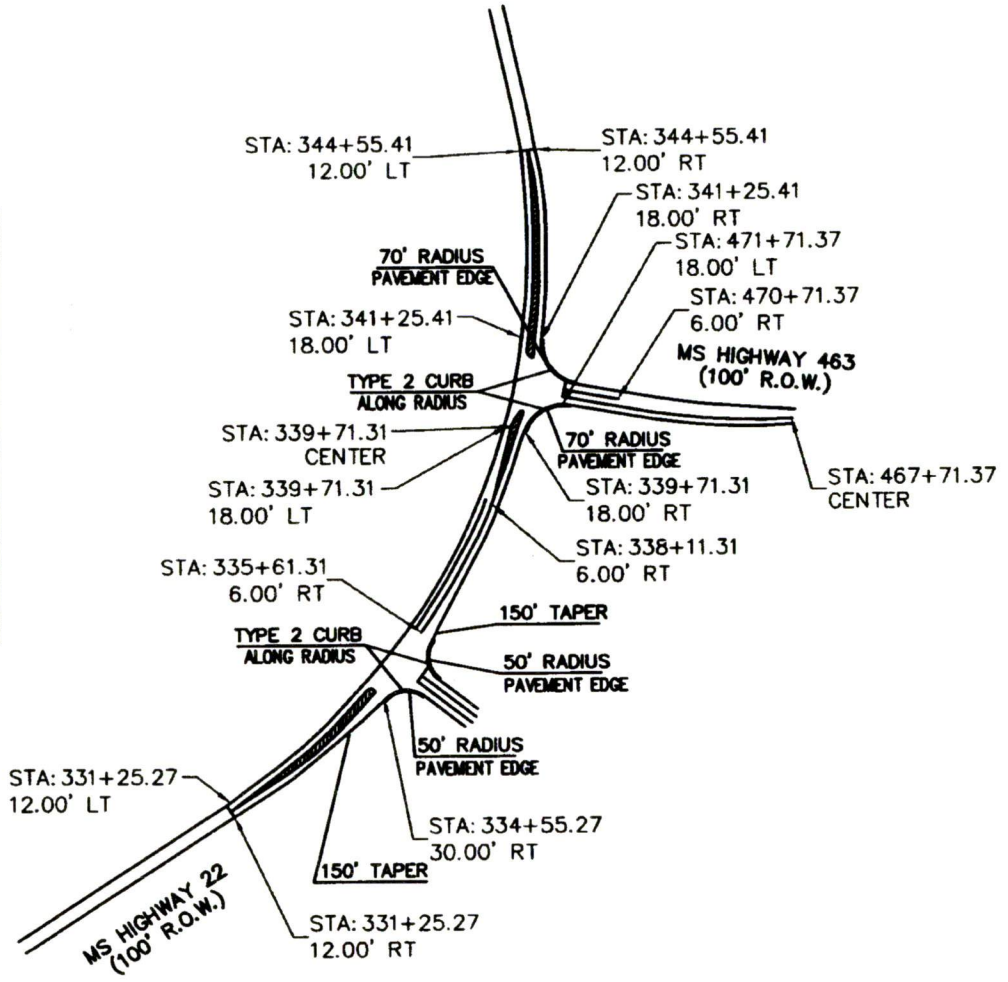 STA: 344+55.41
12.00' LT
STA: 344+55.41
12.00' RT
STA: 341+25.41
18.00' RT
STA: 471+71.37
18.00' LT
70' RADIUS
PAVEMENT EDGE
STA: 470+71.37
6.00' RT
STA: 341+25.41
18.00' LT
MS HIGHWAY 463
(100' R.O.W.)
TYPE 2 CURB
ALONG RADIUS
STA: 339+71.31
CENTER
70' RADIUS
PAVEMENT EDGE
STA: 467+71.37
CENTER
STA: 339+71.31
18.00' LT
STA: 339+71.31
18.00' RT
STA: 338+11.31
6.00' RT
STA: 335+61.31
6.00' RT
150' TAPER
TYPE 2 CURB
ALONG RADIUS
50' RADIUS
PAVEMENT EDGE
50' RADIUS
PAVEMENT EDGE
STA: 331+25.27
12.00' LT
STA: 334+55.27
30.00' RT
150' TAPER
MS HIGHWAY 22
(100' R.O.W.)
STA: 331+25.27
12.00' RT